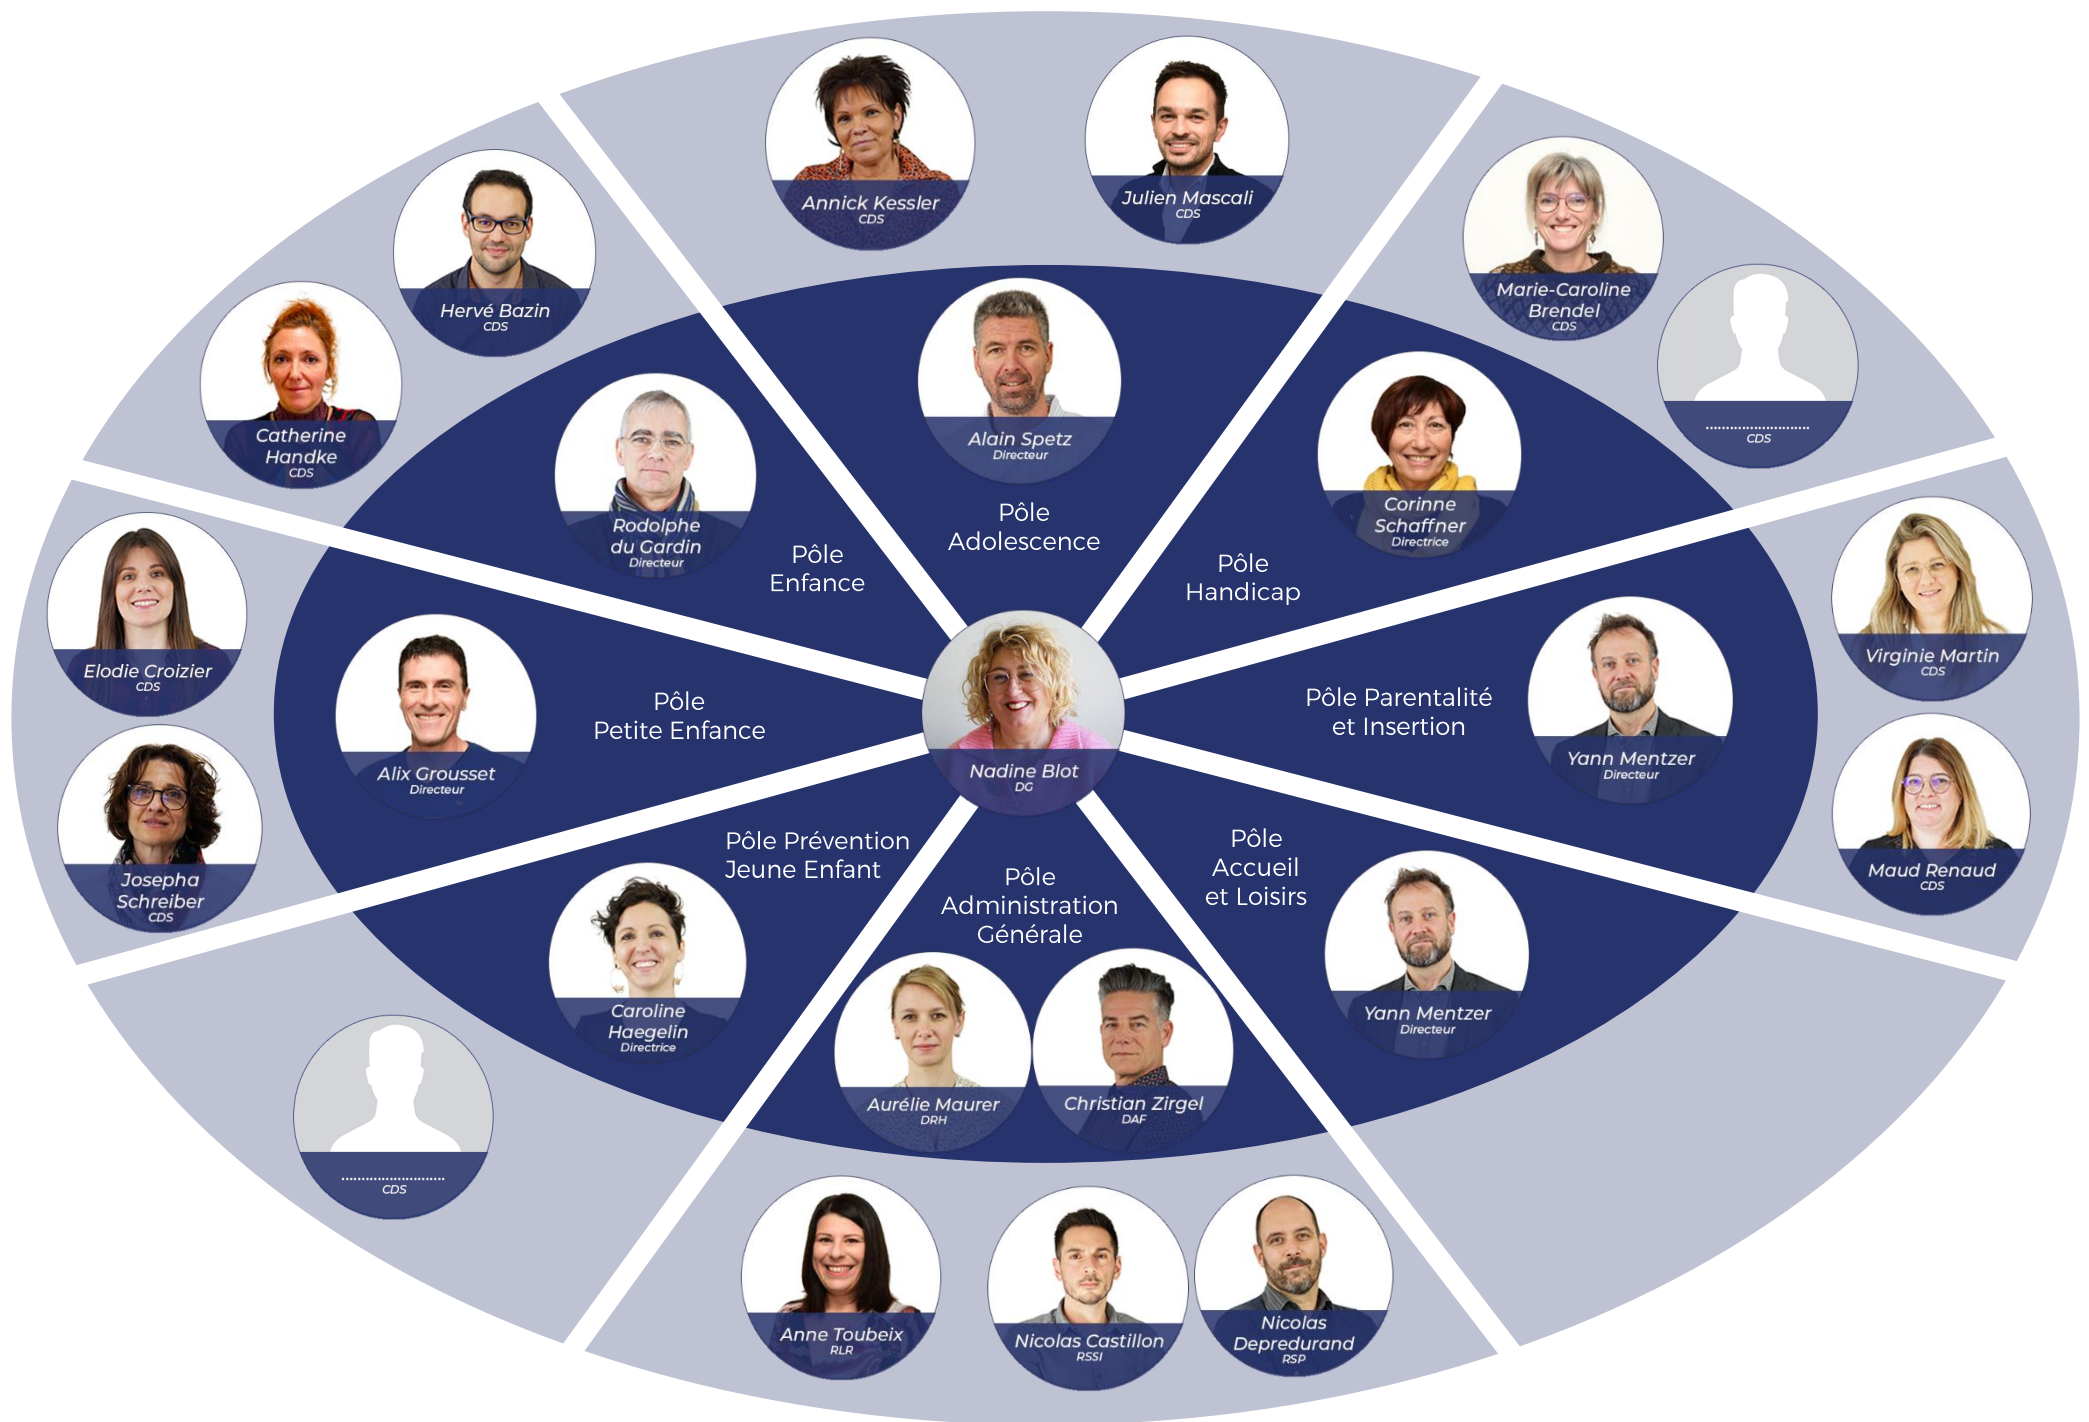 Annick Kessler
CDS
Julien Mascali
CDS
Hervé Bazin
CDS
Marie-Caroline
Brendel
CDS
Catherine
Handke
CDS
..........................
CDS
Alain Spetz
Directeur
Rodolphe
du Gardin
Directeur
Corinne
Schaffner
Directrice
Pôle
Enfance
Pôle
Adolescence
Pôle
Handicap
Elodie Croizier
CDS
Virginie Martin
CDS
Alix Grousset
Directeur
Pôle
Petite Enfance
Nadine Blot
DG
Pôle Parentalité
et Insertion
Yann Mentzer
Directeur
Josepha
Schreiber
CDS
Maud Renaud
CDS
Pôle Prévention
Jeune Enfant
Pôle
Administration
Générale
Pôle
Accueil
et Loisirs
Caroline
Haegelin
Directrice
Aurélie Maurer
DRH
Christian Zirgel
DAF
Yann Mentzer
Directeur
..........................
CDS
Anne Toubeix
RLR
Nicolas Castillon
RSSI
Nicolas
Depredurand
RSP